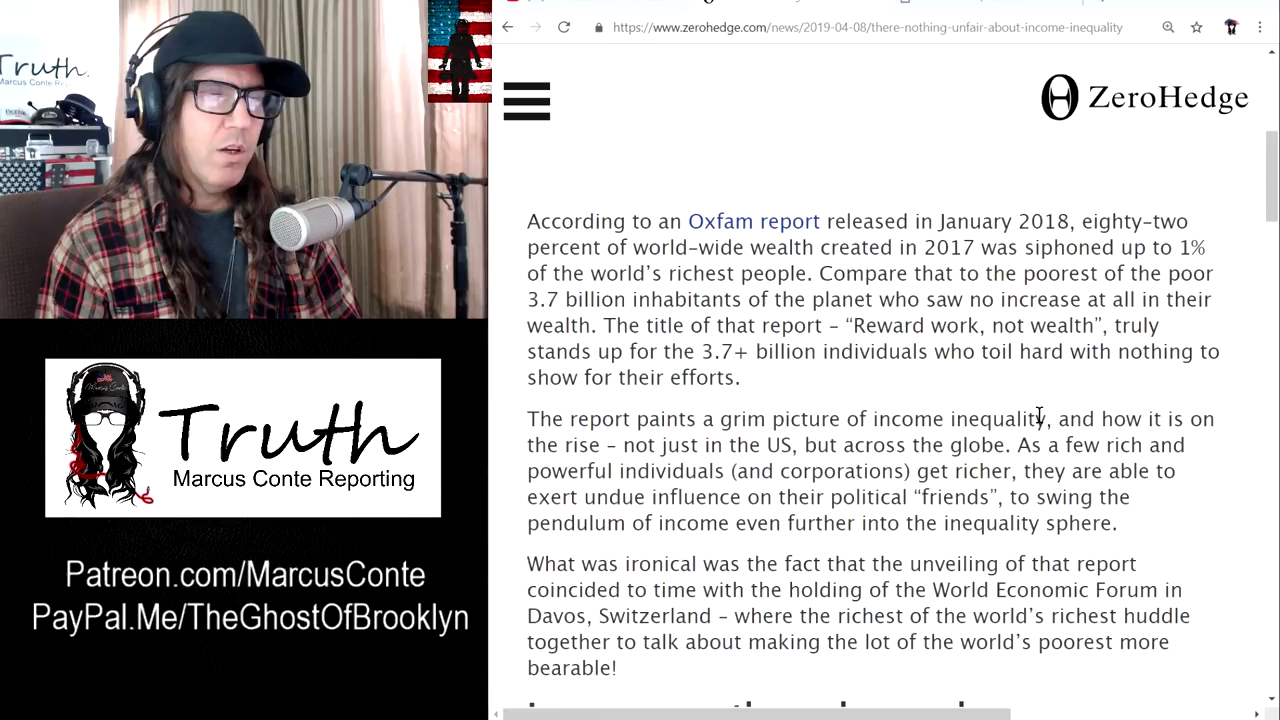 Truth.
Marcus Conte Rep
https://www.zerohedge.com/news/2019-04-08/there-nothing-unfair-about-income-inequality
ZeroHedge
According to an Oxfam report released in January 2018, eighty-two
percent of world-wide wealth created in 2017 was siphoned up to 1%
of the world's richest people. Compare that to the poorest of the poor
3.7 billion inhabitants of the planet who saw no increase at all in their
wealth. The title of that report – “Reward work, not wealth”, truly
stands up for the 3.7+ billion individuals who toil hard with nothing to
show for their efforts.
The report paints a grim picture of income inequality, and how it is on
the rise – not just in the US, but across the globe. As a few rich and
powerful individuals (and corporations) get richer, they are able to
exert undue influence on their political “friends”, to swing the
pendulum of income even further into the inequality sphere.
What was ironical was the fact that the unveiling of that report
coincided to time with the holding of the World Economic Forum in
Davos, Switzerland – where the richest of the world's richest huddle
together to talk about making the lot of the world's poorest more
bearable!
Truth
Marcus Conte Reporting
Patreon.com/MarcusConte
PayPal.Me/TheGhostOfBrooklyn